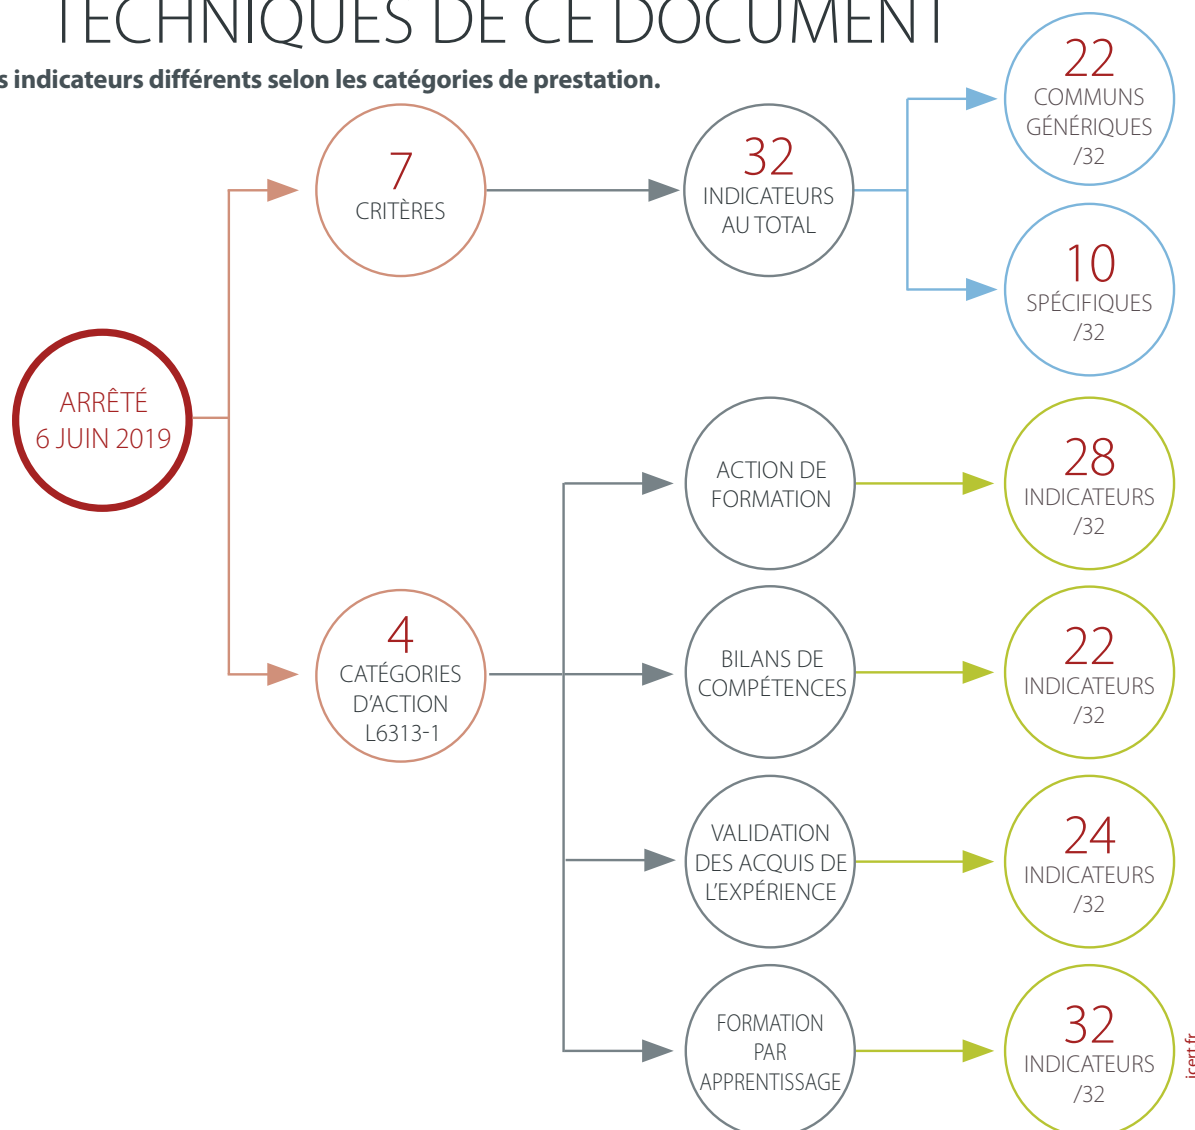 TECHNIQUES DE CE DOCUMENT
indicateurs différents selon les catégories de prestation.
22
COMMUNS
GÉNÉRIQUES
/32
7
CRITÈRES
32
INDICATEURS
AU TOTAL
10
SPÉCIFIQUES
/32
ARRÊTÉ
6 JUIN 2019
ACTION DE
FORMATION
28
INDICATEURS
/32
4
CATÉGORIES
D'ACTION
L6313-1
BILANS DE
COMPÉTENCES
22
INDICATEURS
/32
VALIDATION
DES ACQUIS DE
L'EXPÉRIENCE
24
INDICATEURS
/32
FORMATION
PAR
APPRENTISSAGE
32
INDICATEURS
/32
icert.fr